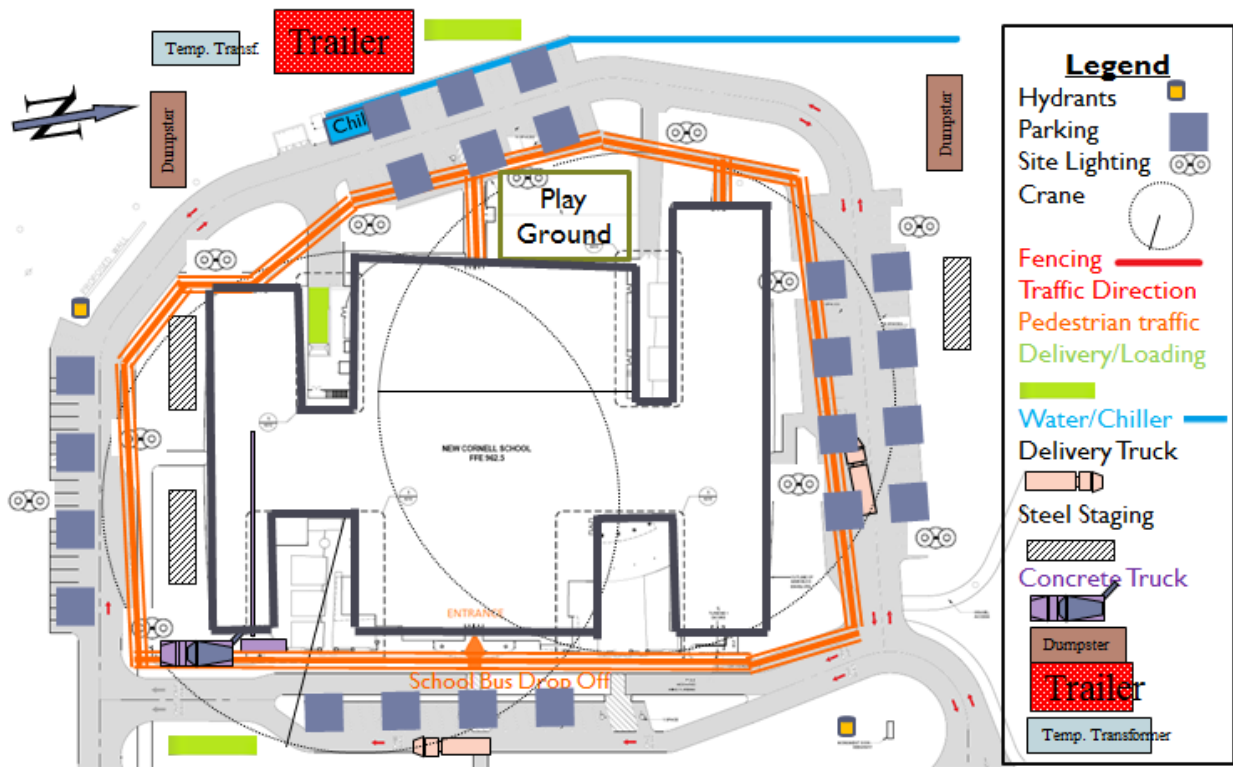 Temp. Transf.
Trailer
N
Dumpster
Chil
Dumpster
Play
Ground
NEW CORNELL SCHOOL
FFE 962.5
ENTRANCE
School Bus Drop Off
Legend
Hydrants
Parking
Site Lighting
Crane
Fencing
Traffic Direction
Pedestrian traffic
Delivery/Loading
Water/Chiller
Delivery Truck
Steel Staging
Concrete Truck
Dumpster
Trailer
Temp. Transformer